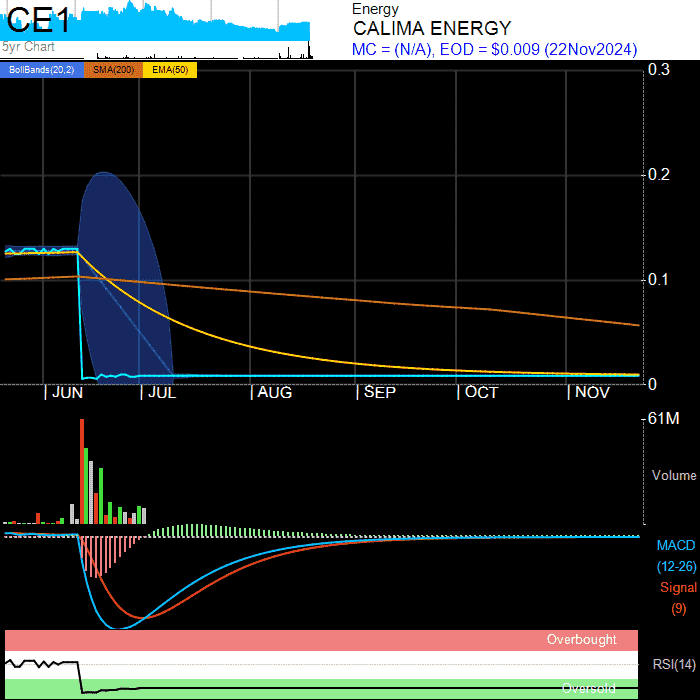 CE1
5yr Chart
Energy
CALIMA ENERGY
MC = (N/A), EOD = $0.009 (22Nov2024)
BollBands(20,2) SMA(200) EMA(50)
0.3
0.2
0.1
0
JUN JUL AUG SEP OCT NOV
61M
Volume
MACD
(12-26)
Signal
(9)
Overbought
RSI(14)
Oversold